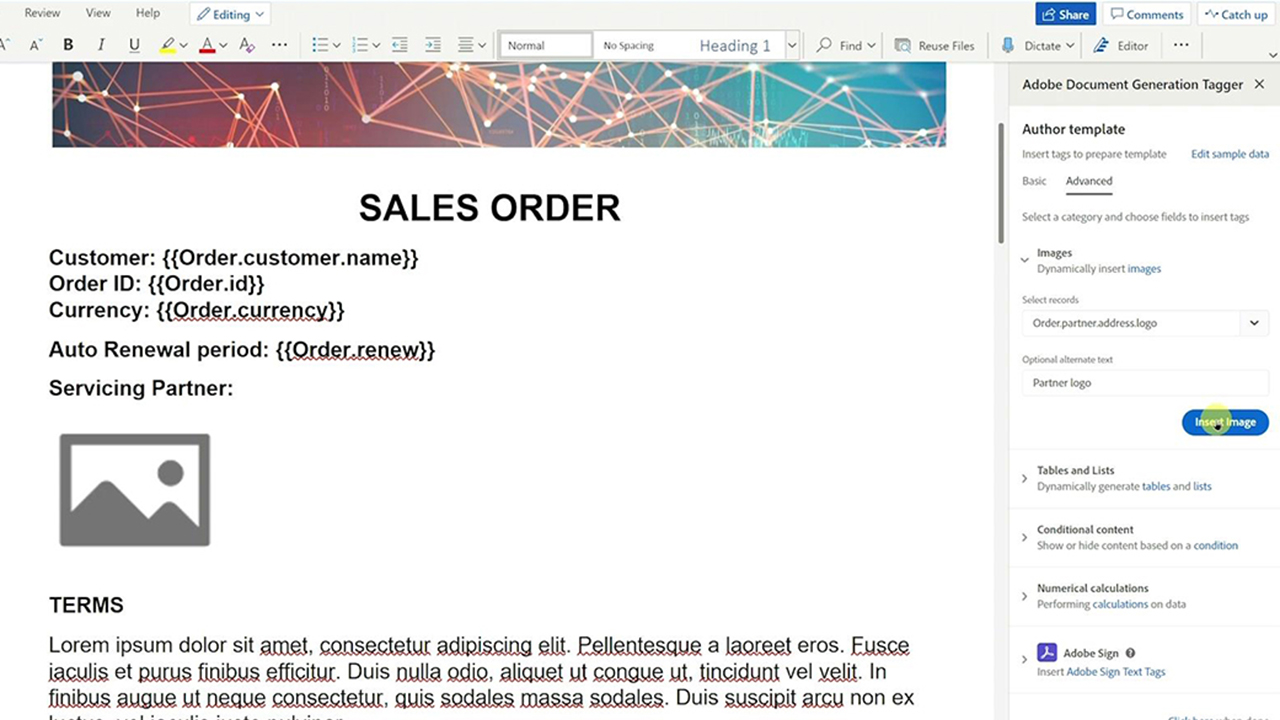 Review View Help Editing Share Comments Catch up
A A B I U A A ... Normal No Spacing Heading 1 Find Reuse Files Dictate Editor ...
Adobe Document Generation Tagger
Author template
Insert tags to prepare template Edit sample data
Basic Advanced
Select a category and choose fields to insert tags
Images
Dynamically insert images
Select records
Order.partner.address.logo
Optional alternate text
Partner logo
Insert Image
Tables and Lists
Dynamically generate tables and lists
Conditional content
Show or hide content based on a condition
Numerical calculations
Performing calculations on data
Adobe Sign
Insert Adobe Sign Text Tags
SALES ORDER
Customer: {{Order.customer.name}}
Order ID: {{Order.id}}
Currency: {{Order.currency}}
Auto Renewal period: {{Order.renew}}
Servicing Partner:
TERMS
Lorem ipsum dolor sit amet, consectetur adipiscing elit. Pellentesque a laoreet eros. Fusce
iaculis et purus finibus efficitur. Duis nulla odio, aliquet ut congue ut, tincidunt vel velit. In
finibus augue ut neque consectetur, quis sodales massa sodales. Duis suscipit arcu non ex